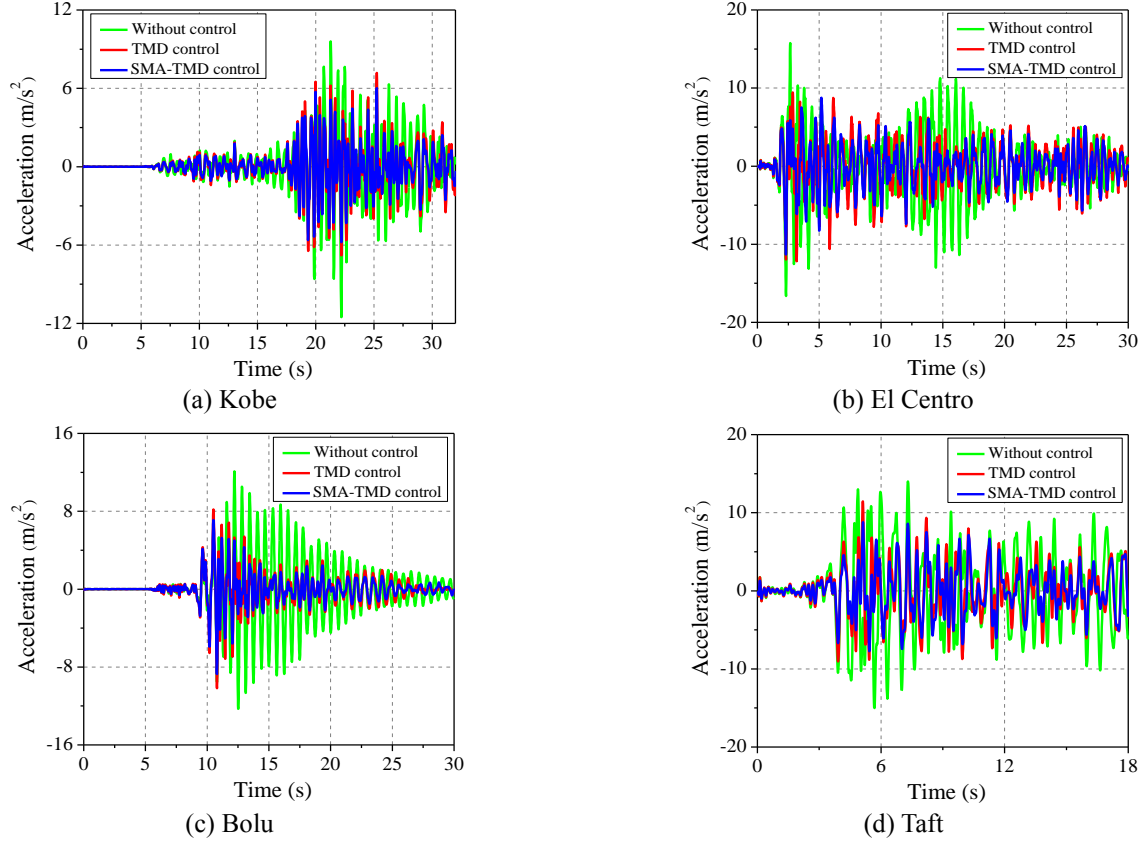 12
6
0
-6
-12
Acceleration (m/s²)
Without control
TMD control
SMA-TMD control
0 5 10 15 20 25 30
Time (s)
(a) Kobe
20
10
0
-10
-20
Acceleration (m/s²)
Without control
TMD control
SMA-TMD control
0 5 10 15 20 25 30
Time (s)
(b) El Centro
16
8
0
-8
-16
Acceleration (m/s²)
Without control
TMD control
SMA-TMD control
0 5 10 15 20 25 30
Time (s)
(c) Bolu
20
10
0
-10
-20
Acceleration (m/s²)
Without control
TMD control
SMA-TMD control
0 6 12 18
Time (s)
(d) Taft